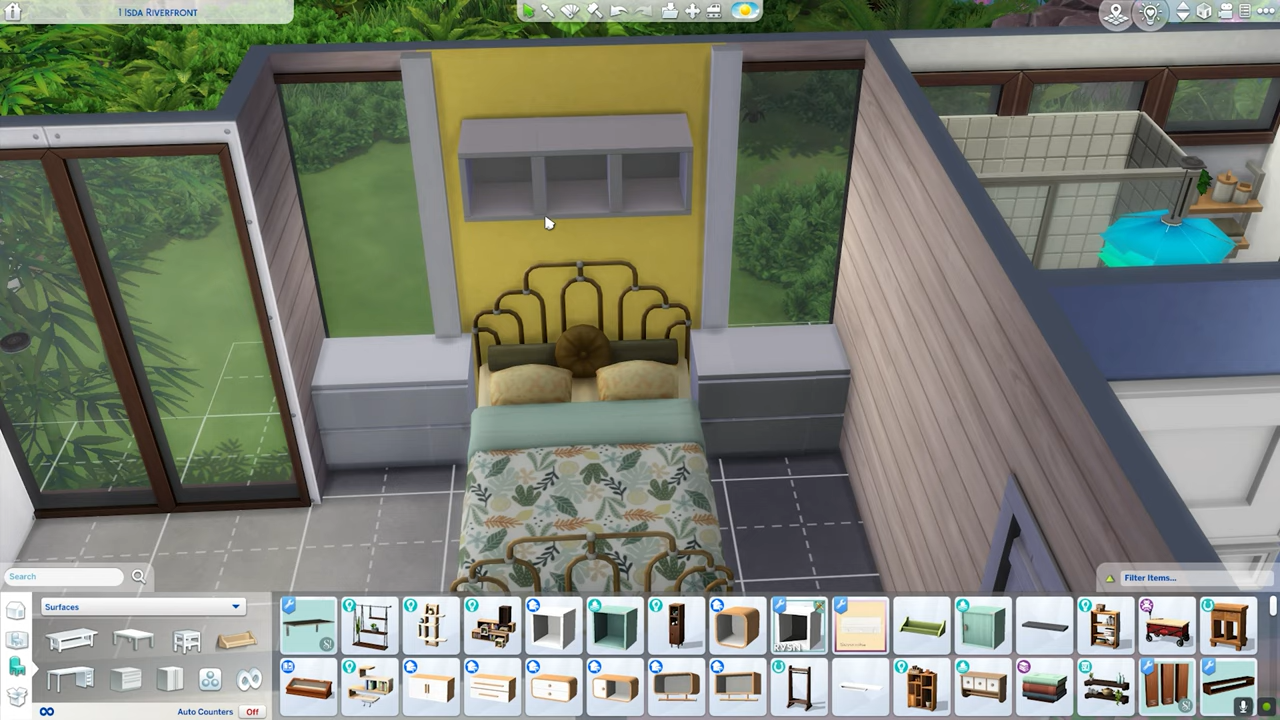 1 ISDA RIVERFRONT
Search
Filter Items...
Surfaces
Auto Counters
Off